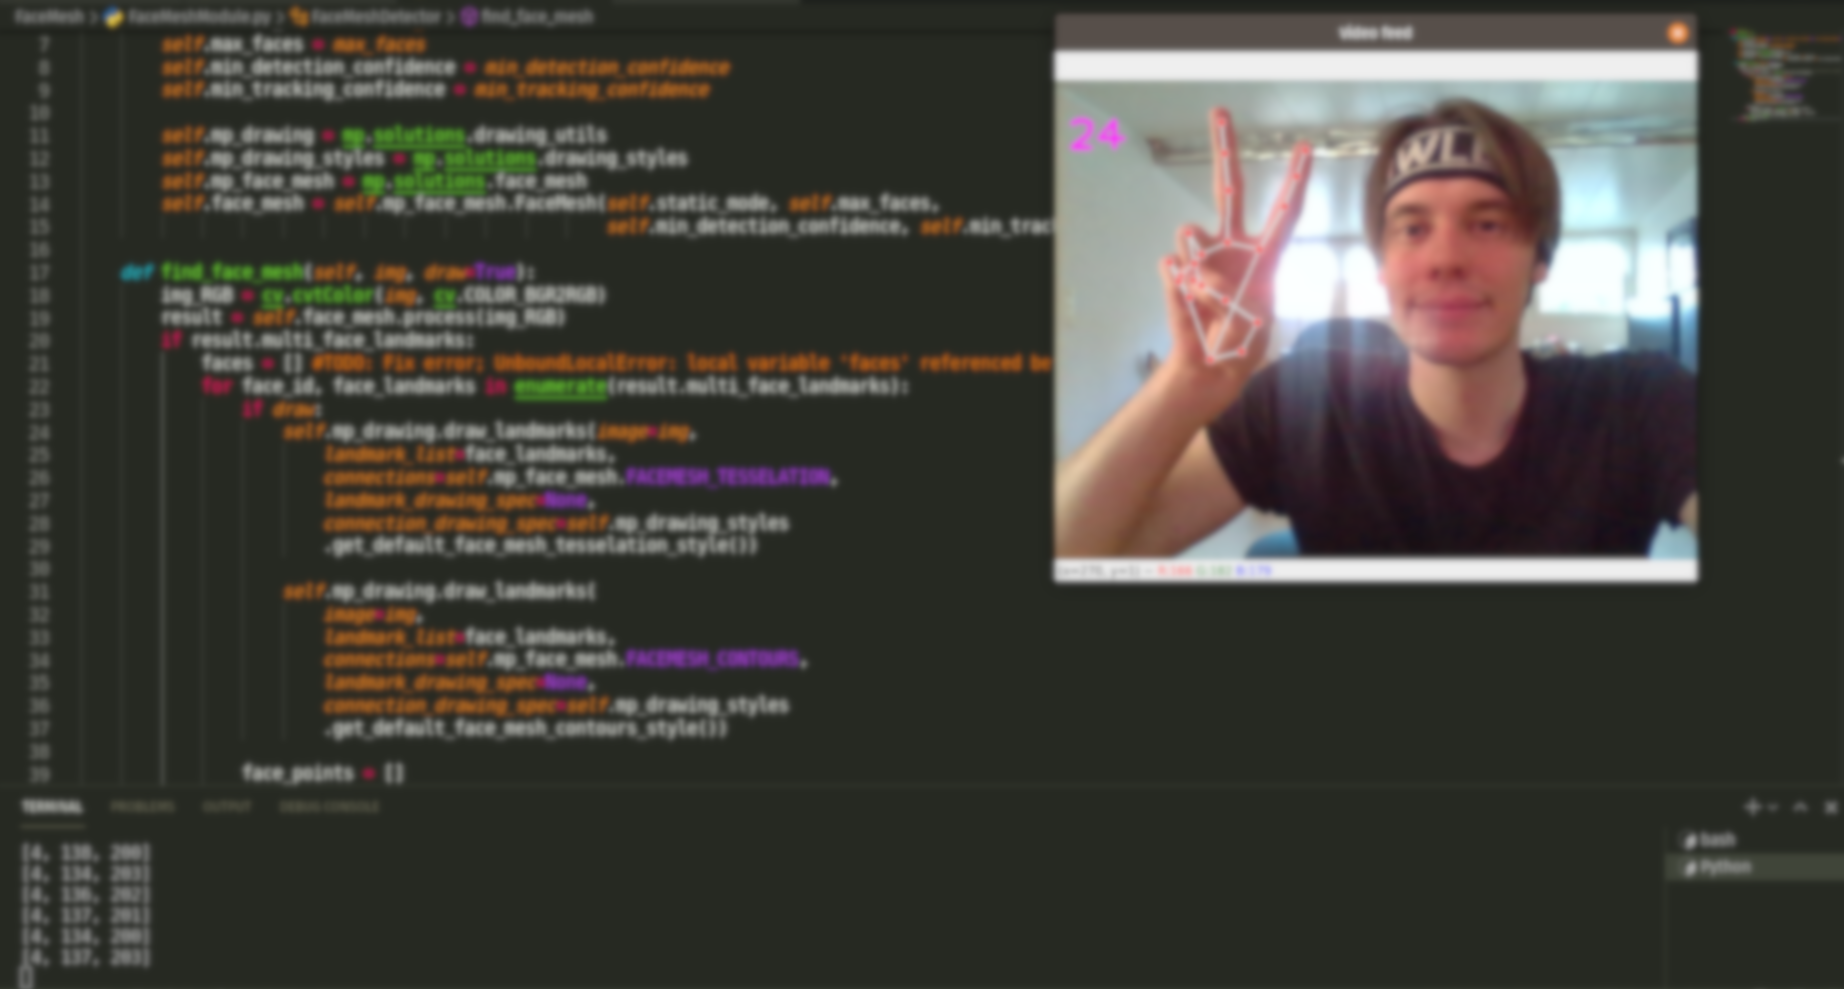 FaceMesh > FaceMeshModule.py > FaceMeshDetector > find_face_mesh
7 self.max_faces = max_faces
8 self.min_detection_confidence = min_detection_confidence
9 self.min_tracking_confidence = min_tracking_confidence
10
11 self.mp_drawing = mp.solutions.drawing_utils
12 self.mp_drawing_styles = mp.solutions.drawing_styles
13 self.mp_face_mesh = mp.solutions.face_mesh
14 self.face_mesh = self.mp_face_mesh.FaceMesh(self.static_mode, self.max_faces,
15 self.min_detection_confidence, self.min_trac
16
17 def find_face_mesh(self, img, draw=True):
18 img_RGB = cv.cvtColor(img, cv.COLOR_BGR2RGB)
19 result = self.face_mesh.process(img_RGB)
20 if result.multi_face_landmarks:
21 faces = [] #TODO: fix error; UnboundLocalError: local variable 'faces' referenced be
22 for face_id, face_landmarks in enumerate(result.multi_face_landmarks):
23 if draw:
24 self.mp_drawing.draw_landmarks(image=img,
25 landmark_list=face_landmarks,
26 connections=self.mp_face_mesh.FACEMESH_TESSELATION,
27 landmark_drawing_spec=None,
28 connection_drawing_spec=self.mp_drawing_styles
29 .get_default_face_mesh_tesselation_style())
30
31 self.mp_drawing.draw_landmarks(
32 image=img,
33 landmark_list=face_landmarks,
34 connections=self.mp_face_mesh.FACEMESH_CONTOURS,
35 landmark_drawing_spec=None,
36 connection_drawing_spec=self.mp_drawing_styles
37 .get_default_face_mesh_contours_style())
38
39 face_points = []
Video feed
24
WLL
TERMINAL PROBLEMS OUTPUT DEBUG CONSOLE
[4, 138, 200]
[4, 134, 203]
[4, 136, 202]
[4, 137, 201]
[4, 134, 200]
[4, 137, 203]
bash
Python